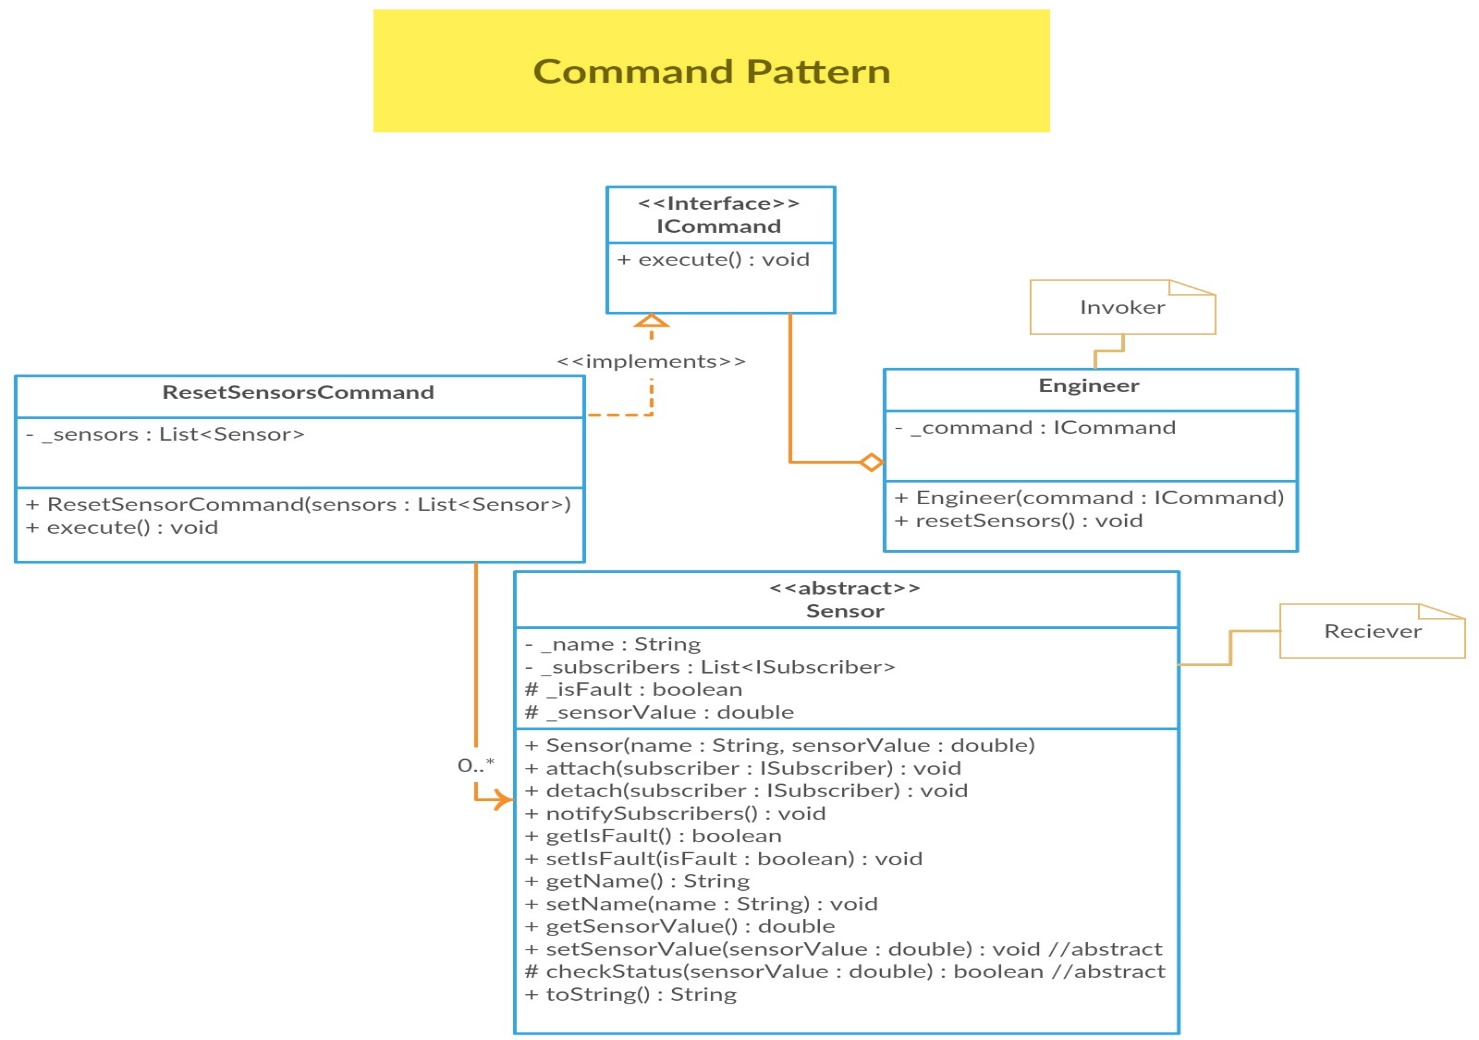 Command Pattern
<<Interface>>
ICommand
+ execute() : void
Invoker
<<implements>>
ResetSensorsCommand
- _sensors : List<Sensor>
+ ResetSensorCommand(sensors : List<Sensor>)
+ execute() : void
Engineer
- _command : ICommand
+ Engineer(command : ICommand)
+ resetSensors() : void
<<abstract>>
Sensor
- _name : String
- _subscribers : List<ISubscriber>
# _isFault : boolean
# _sensorValue : double
+ Sensor(name : String, sensorValue : double)
+ attach(subscriber : ISubscriber) : void
+ detach(subscriber : ISubscriber) : void
+ notifySubscribers() : void
+ getIsFault() : boolean
+ setIsFault(isFault : boolean) : void
+ getName() : String
+ setName(name : String) : void
+ getSensorValue() : double
+ setSensorValue(sensorValue : double) : void //abstract
# checkStatus(sensorValue : double) : boolean //abstract
+ toString() : String
Reciever
0..*